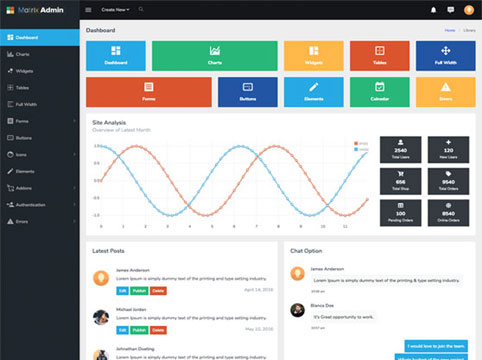 Matrix Admin
Create New
Dashboard
Charts
Widgets
Tables
Full Width
Forms
Buttons
Icons
Elements
Addons
Authentication
Errors
Dashboard
Home Library
Dashboard
Charts
Widgets
Tables
Full Width
Forms
Buttons
Elements
Calendar
Errors
Site Analysis
Overview of Latest Month
1.0
0.5
0.0
-0.5
-1.0
0 1 2 3 4 5 6 7 8 9 10 11
2540
Total Users
120
New Users
656
Total Shop
9540
Total Orders
100
Pending Orders
8540
Online Orders
Latest Posts
James Anderson
Lorem Ipsum is simply dummy text of the printing and type setting industry.
Edit Publish Delete
April 14, 2016
Michael Jordan
Lorem Ipsum is simply dummy text of the printing and type setting industry.
Edit Publish Delete
May 10, 2016
Johnathan Doeting
Lorem Ipsum is simply dummy text of the printing and type setting industry.
Chat Option
James Anderson
Lorem Ipsum is simply dummy text of the printing & type setting industry.
10:56 am
Bianca Doe
It's Great opportunity to work.
10:57 am
I would love to join the team.